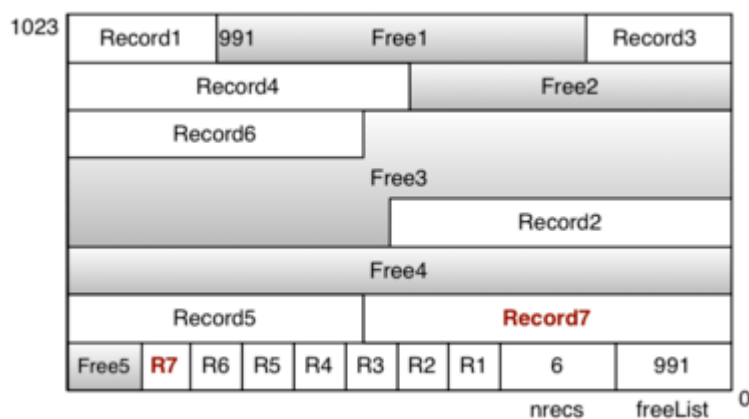 1023 Record1 991 Free1 Record3
Record4 Free2
Record6
Free3
Record2
Free4
Record5 Record7
Free5 R7 R6 R5 R4 R3 R2 R1 6 991
0
nrecs freeList